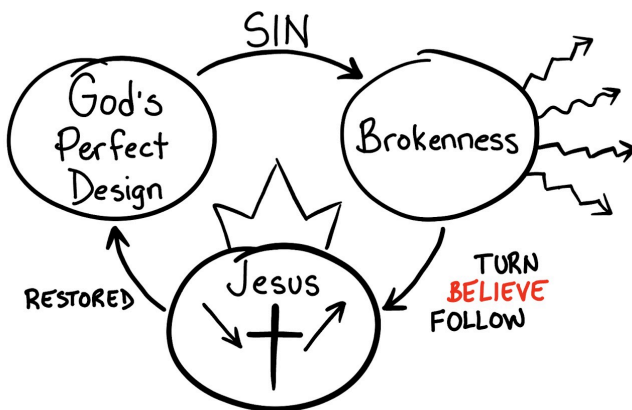 SIN
God's
Perfect
Design
Brokenness
Jesus
TURN
BELIEVE
FOLLOW
RESTORED